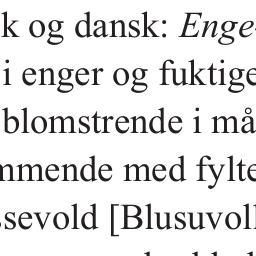 k og dansk: Enge-
i enger og fuktige
blomstrende i må
mmende med fylte
ssevold [Blusuvoll